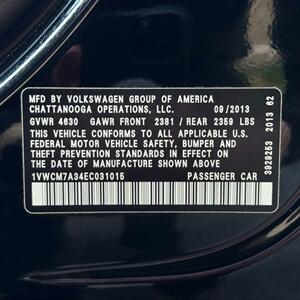 MFD. BY VOLKSWAGEN GROUP OF AMERICA
CHATTANOOGA OPERATIONS, LLC. 09/2013
GVWR 4630 GAWR FRONT 2381 / REAR 2359 LBS
THIS VEHICLE CONFORMS TO ALL APPLICABLE U.S.
FEDERAL MOTOR VEHICLE SAFETY, BUMPER AND
THEFT PREVENTION STANDARDS IN EFFECT ON THE
DATE OF MANUFACTURE SHOWN ABOVE.
1VWCM7A34EC031015 PASSENGER CAR
3929253 2013 62